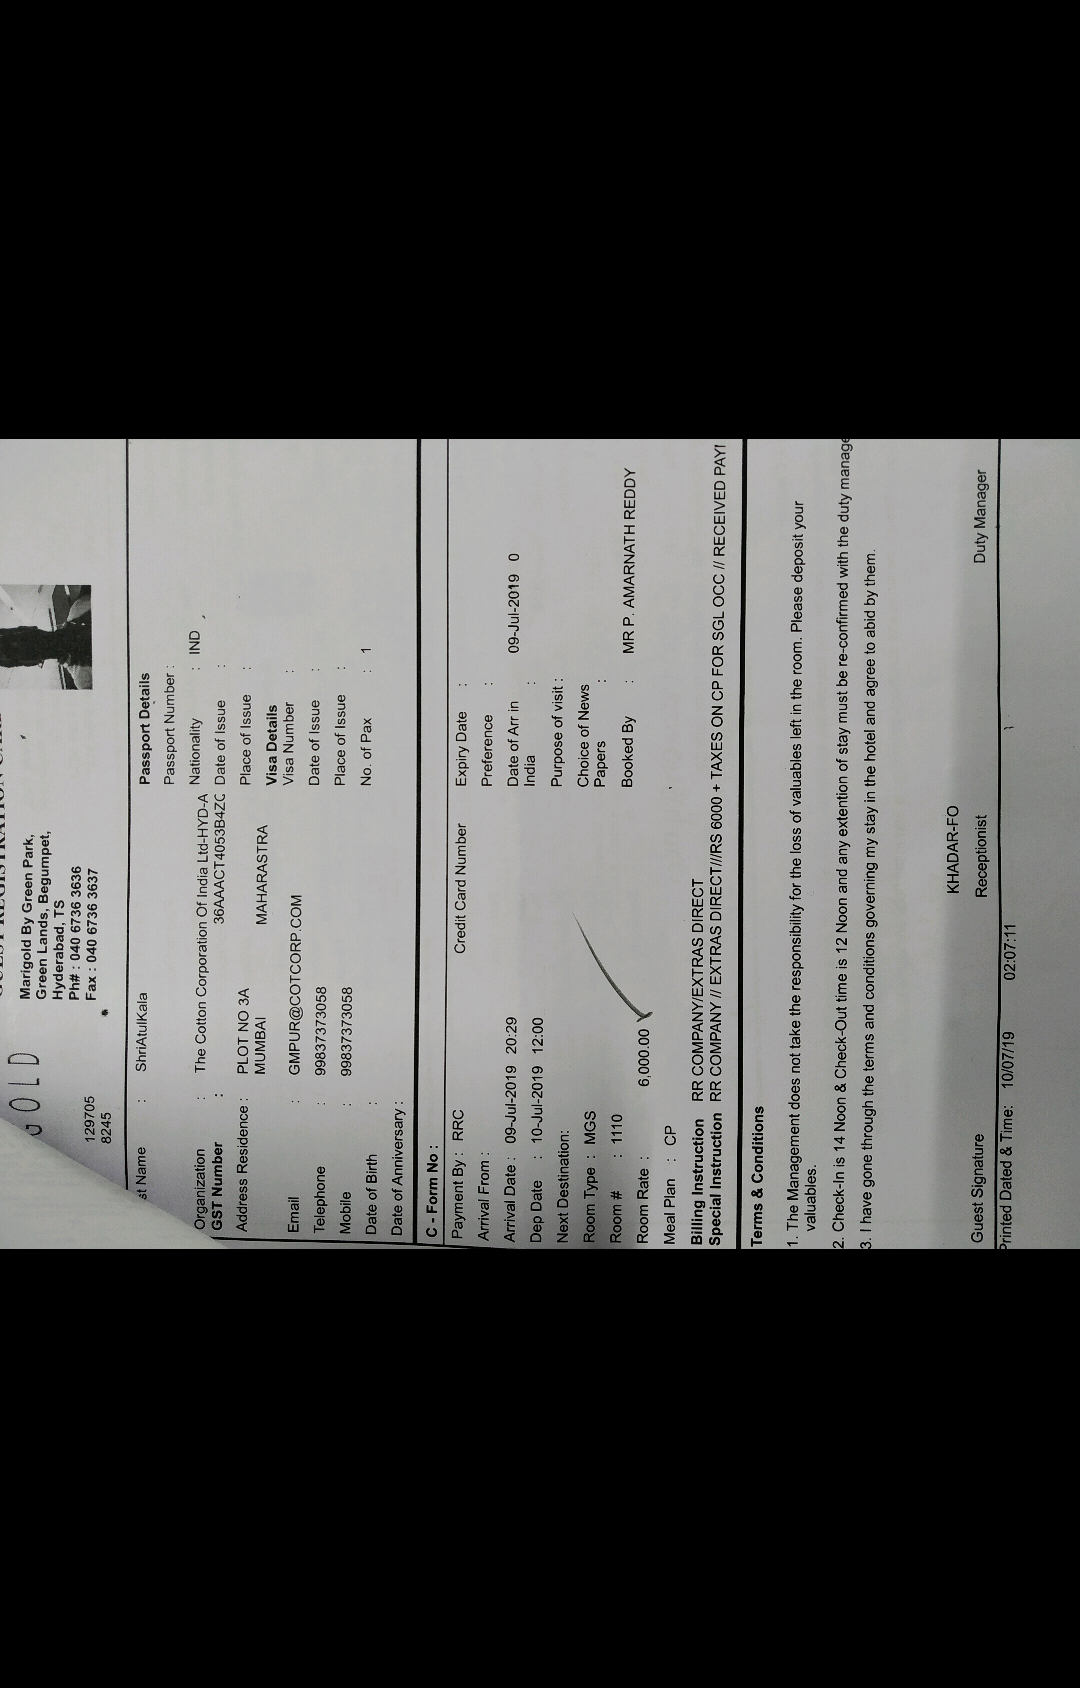 GOLD
Marigold By Green Park,
Green Lands, Begumpet,
Hyderabad, TS
Ph# : 040 6736 3636
Fax : 040 6736 3637
129705
8245
Name : ShriAtulKala
Passport Details
Passport Number :
Organization : The Cotton Corporation Of India Ltd-HYD-A
Nationality : IND
GST Number : 36AAACT4053B4ZC
Date of Issue :
Address Residence : PLOT NO 3A
Place of Issue :
MUMBAI MAHARASTRA
Visa Details
Visa Number :
Email : GMPUR@COTCORP.COM
Date of Issue :
Telephone : 99837373058
Place of Issue :
Mobile : 99837373058
No. of Pax : 1
Date of Birth :
Date of Anniversary :
C - Form No :
Payment By : RRC Credit Card Number Expiry Date :
Arrival From : Preference :
Arrival Date : 09-Jul-2019 20:29 Date of Arr in 09-Jul-2019 0
Dep Date : 10-Jul-2019 12:00 India :
Next Destination: Purpose of visit :
Room Type : MGS Choice of News
Papers :
Room # : 1110 Booked By : MR P. AMARNATH REDDY
Room Rate : 6,000.00
Meal Plan : CP
Billing Instruction RR COMPANY/EXTRAS DIRECT
Special Instruction RR COMPANY // EXTRAS DIRECT///RS 6000 + TAXES ON CP FOR SGL OCC // RECEIVED PAYI
Terms & Conditions
1. The Management does not take the responsibility for the loss of valuables left in the room. Please deposit your
valuables.
2. Check-In is 14 Noon & Check-Out time is 12 Noon and any extention of stay must be re-confirmed with the duty manage
3. I have gone through the terms and conditions governing my stay in the hotel and agree to abid by them.
KHADAR-FO
Guest Signature Receptionist Duty Manager
Printed Dated & Time: 10/07/19 02:07:11 1